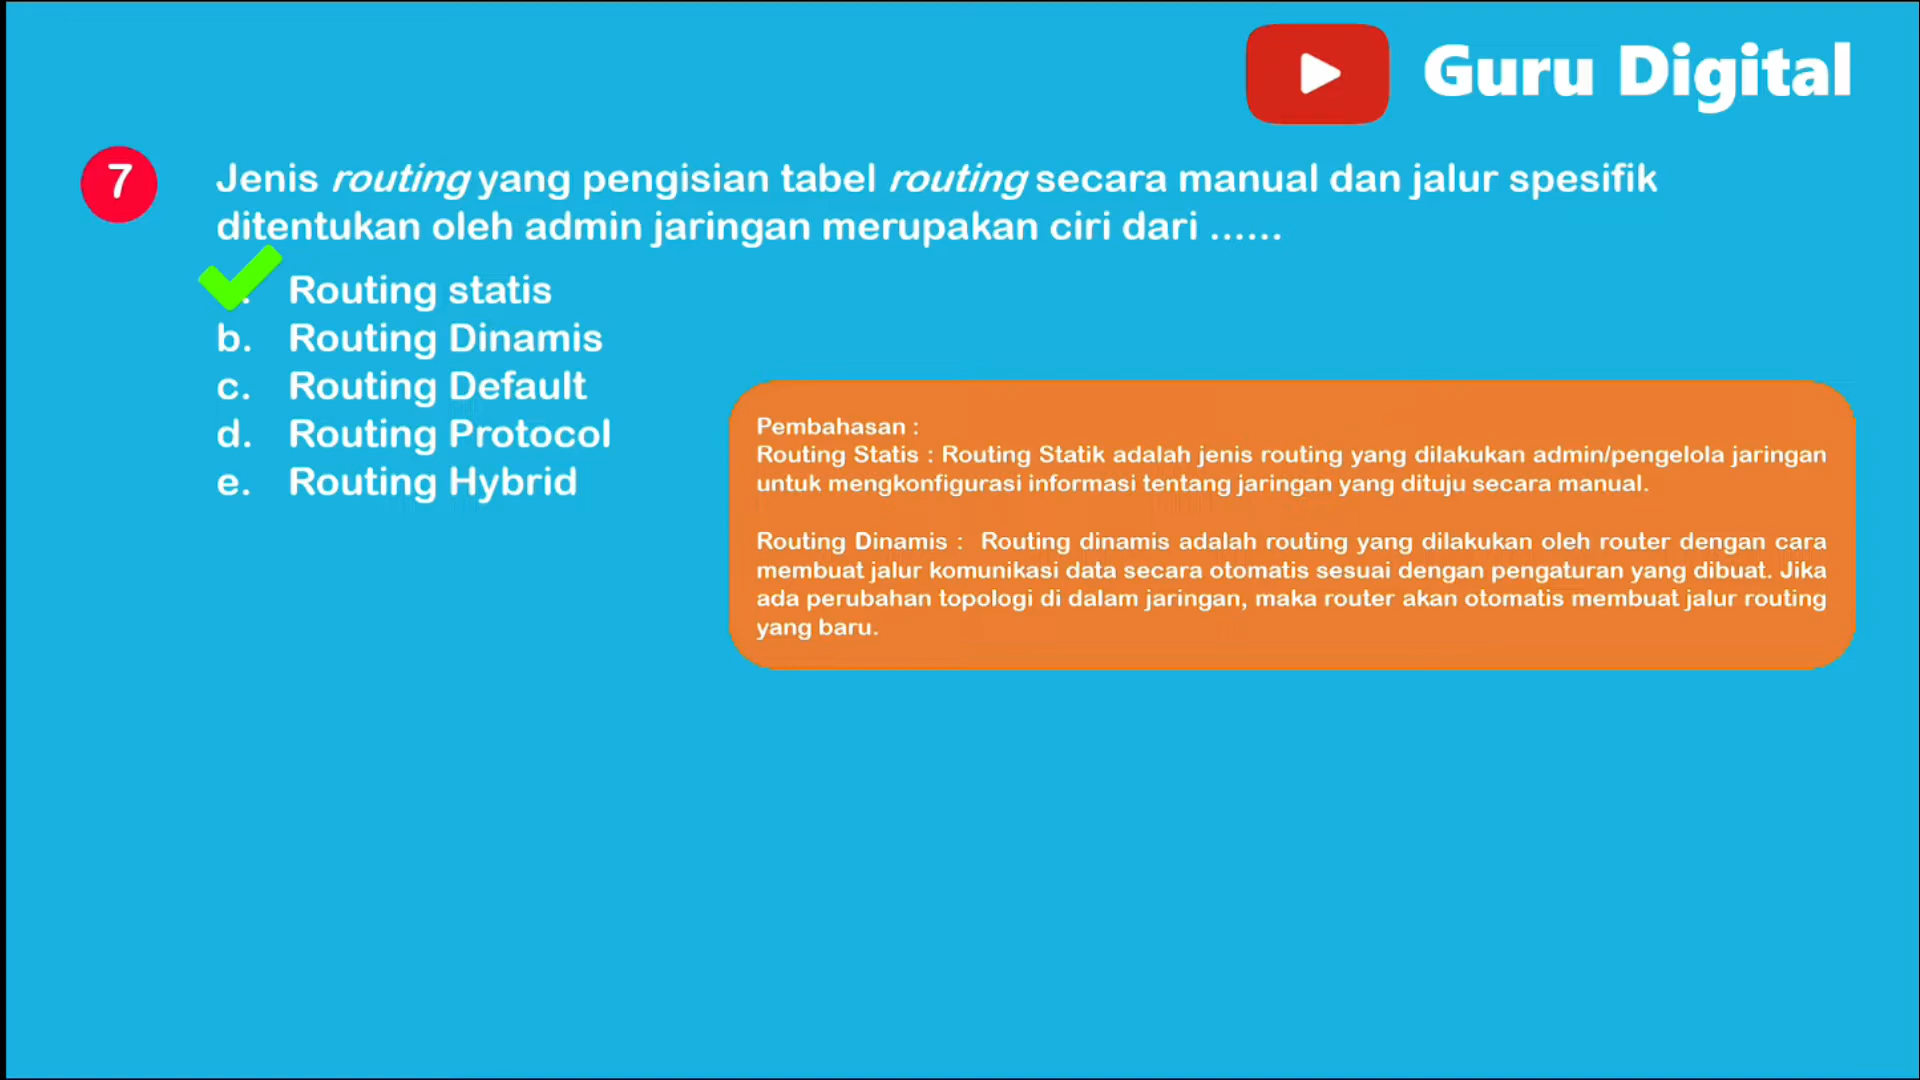 Guru Digital
7
Jenis routing yang pengisian tabel routing secara manual dan jalur spesifik
ditentukan oleh admin jaringan merupakan ciri dari ......
Routing statis
b. Routing Dinamis
c. Routing Default
d. Routing Protocol
e. Routing Hybrid
Pembahasan :
Routing Statis : Routing Statik adalah jenis routing yang dilakukan admin/pengelola jaringan
untuk mengkonfigurasi informasi tentang jaringan yang dituju secara manual.
Routing Dinamis : Routing dinamis adalah routing yang dilakukan oleh router dengan cara
membuat jalur komunikasi data secara otomatis sesuai dengan pengaturan yang dibuat. Jika
ada perubahan topologi di dalam jaringan, maka router akan otomatis membuat jalur routing
yang baru.